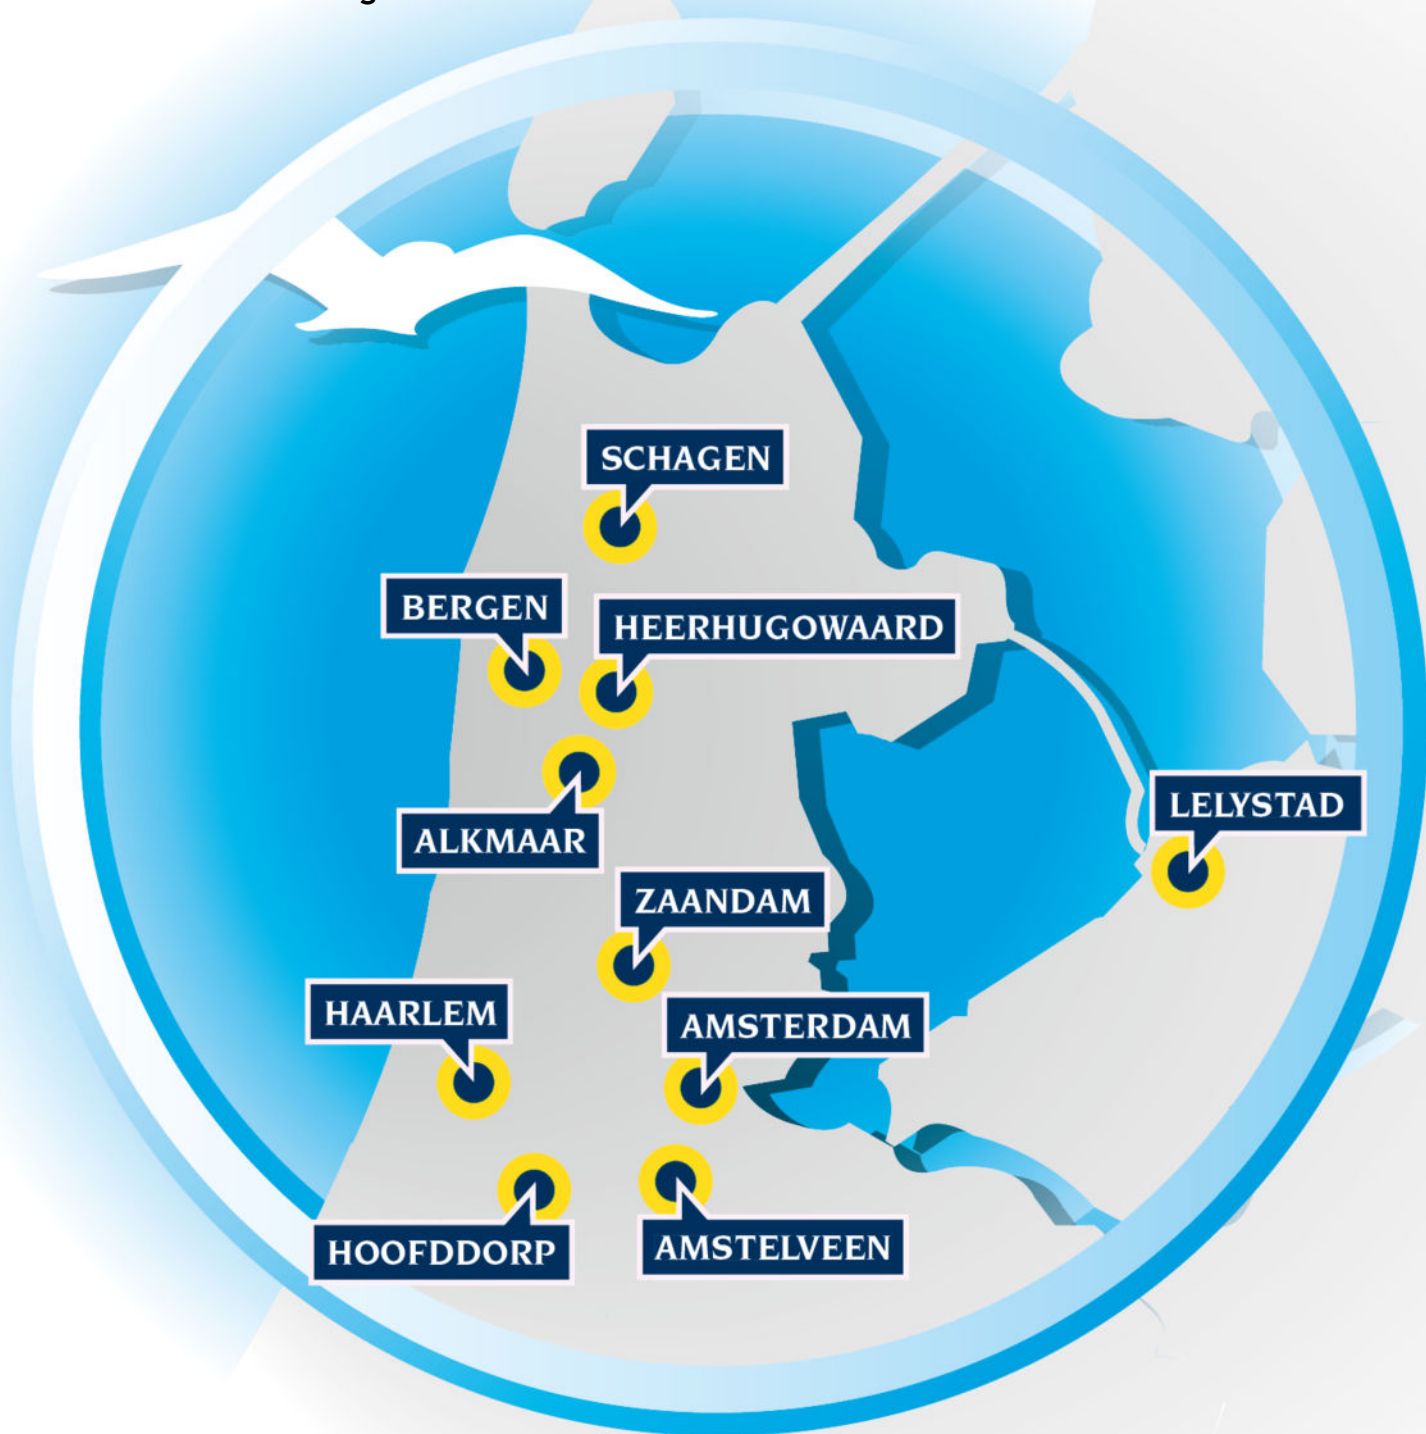 SCHAGEN
BERGEN
HEERHUGOWAARD
ALKMAAR
LELYSTAD
ZAANDAM
HAARLEM
AMSTERDAM
HOOFDDORP
AMSTELVEEN